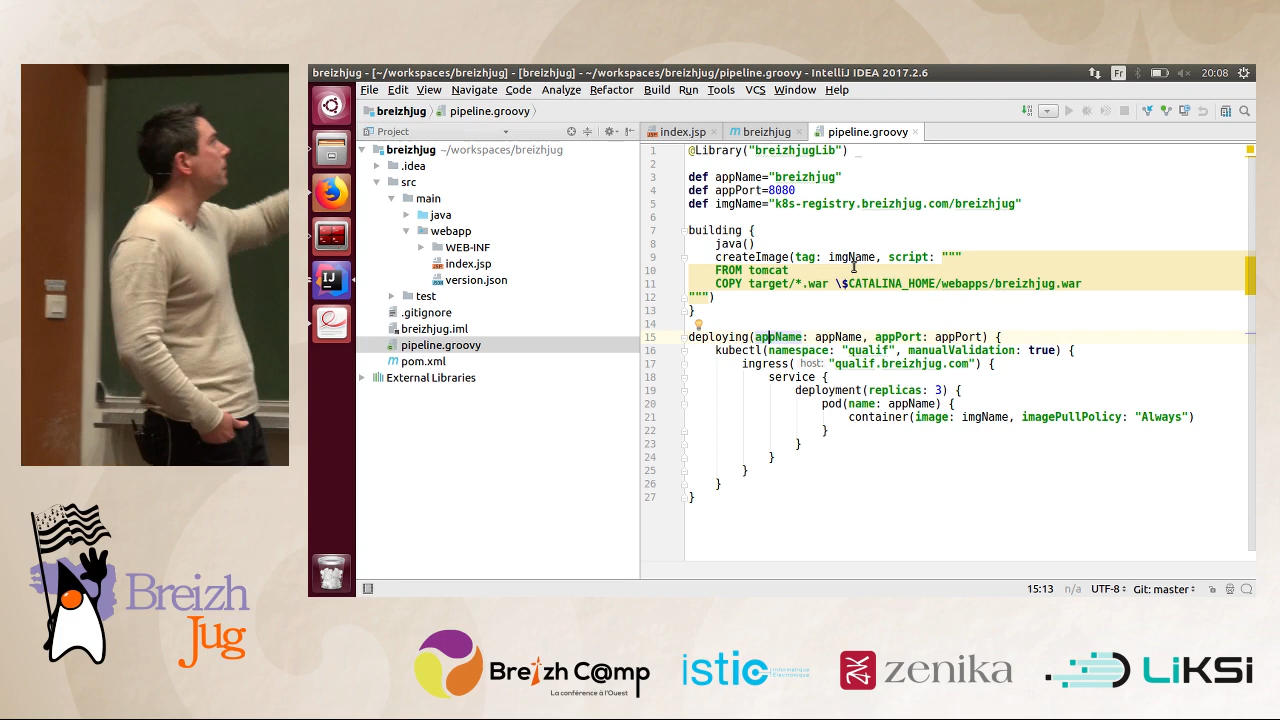 breizhjug - [~/workspaces/breizhjug] - [breizhjug] - ~/workspaces/breizhjug/pipeline.groovy - IntelliJ IDEA 2017.2.6
Fr
20:08
File Edit View Navigate Code Analyze Refactor Build Run Tools VCS Window Help
breizhjug pipeline.groovy
Project
index.jsp
breizhjug
pipeline.groovy
breizhjug ~/workspaces/breizhjug
.idea
src
main
java
webapp
WEB-INF
index.jsp
version.json
test
.gitignore
breizhjug.iml
pipeline.groovy
pom.xml
External Libraries
1 @Library("breizhjugLib") _
2
3 def appName="breizhjug"
4 def appPort=8080
5 def imgName="k8s-registry.breizhjug.com/breizhjug"
6
7 building {
8 java()
9 createImage(tag: imgName, script: """
10 FROM tomcat
11 COPY target/*.war \$CATALINA_HOME/webapps/breizhjug.war
12 """)
13 }
14
15 deploying(appName: appName, appPort: appPort) {
16 kubectl(namespace: "qualif", manualValidation: true) {
17 ingress( host: "qualif.breizhjug.com") {
18 service {
19 deployment(replicas: 3) {
20 pod(name: appName) {
21 container(image: imgName, imagePullPolicy: "Always")
22 }
23 }
24 }
25 }
26 }
27 }
15:13 n/a UTF-8 Git: master
IJ
Breizh
Jug
Breizh C@mp
La conférence à l'Ouest
istic Informatique
Électronique
zenika
LiKSi